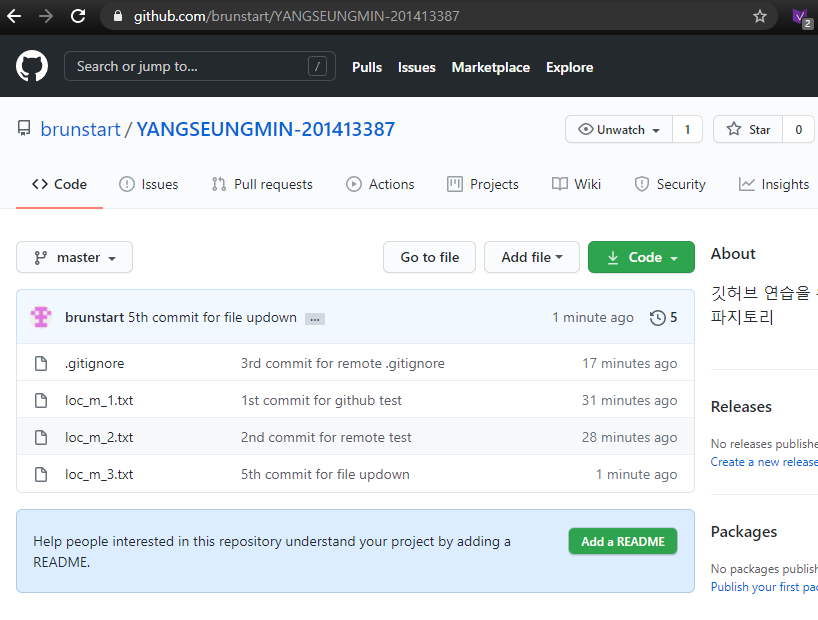 github.com/brunstart/YANGSEUNGMIN-201413387
2
Search or jump to... /
Pulls Issues Marketplace Explore
brunstart / YANGSEUNGMIN-201413387
Unwatch 1 Star 0
Code Issues Pull requests Actions Projects Wiki Security Insights
master Go to file Add file Code
About
깃허브 연습을
파지토리
brunstart 5th commit for file updown ... 1 minute ago 5
.gitignore 3rd commit for remote .gitignore 17 minutes ago
loc_m_1.txt 1st commit for github test 31 minutes ago
loc_m_2.txt 2nd commit for remote test 28 minutes ago
loc_m_3.txt 5th commit for file updown 1 minute ago
Releases
No releases publishe
Create a new release
Help people interested in this repository understand your project by adding a
README.
Add a README
Packages
No packages publish
Publish your first pac